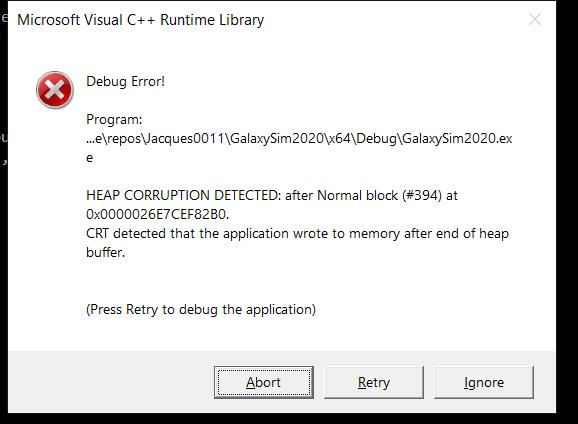 Microsoft Visual C++ Runtime Library
Debug Error!
Program:
...e\repos\Jacques0011\GalaxySim2020\x64\Debug\GalaxySim2020.ex
e
HEAP CORRUPTION DETECTED: after Normal block (#394) at
0x0000026E7CEF82B0.
CRT detected that the application wrote to memory after end of heap
buffer.
(Press Retry to debug the application)
Abort
Retry
Ignore